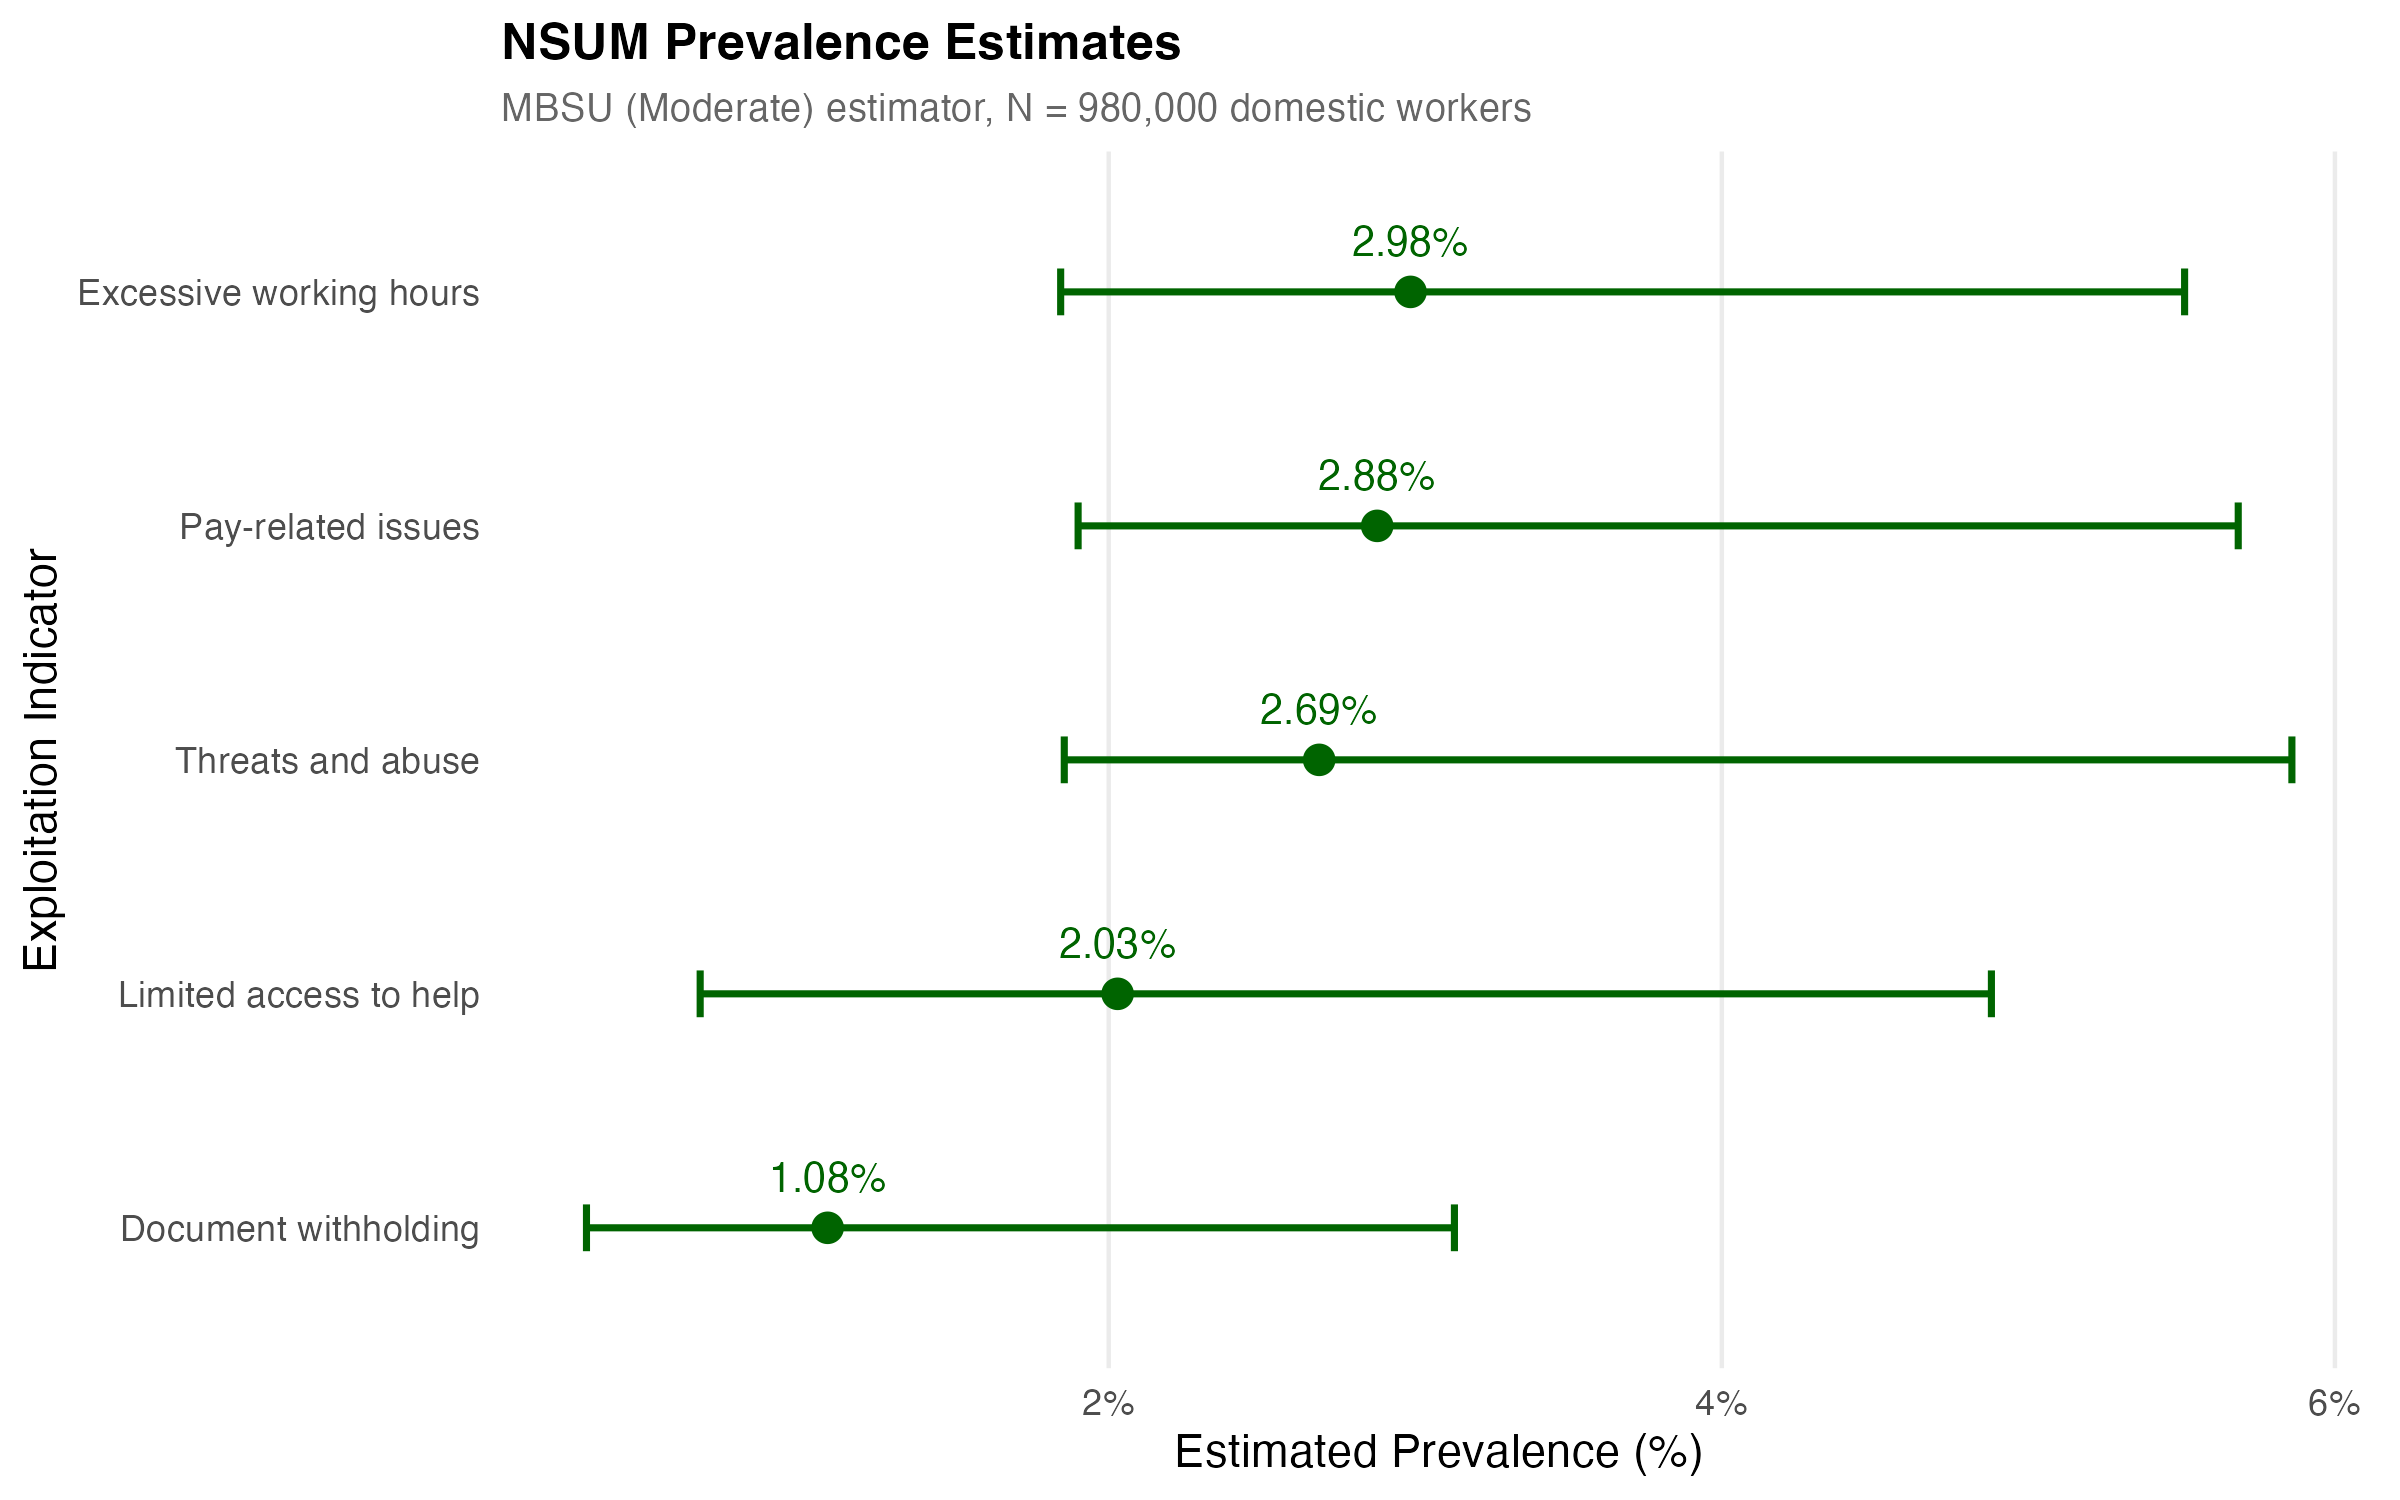 NSUM Prevalence Estimates
MBSU (Moderate) estimator, N = 980,000 domestic workers
Exploitation Indicator
Excessive working hours
2.98%
Pay-related issues
2.88%
Threats and abuse
2.69%
Limited access to help
2.03%
Document withholding
1.08%
2%
4%
6%
Estimated Prevalence (%)